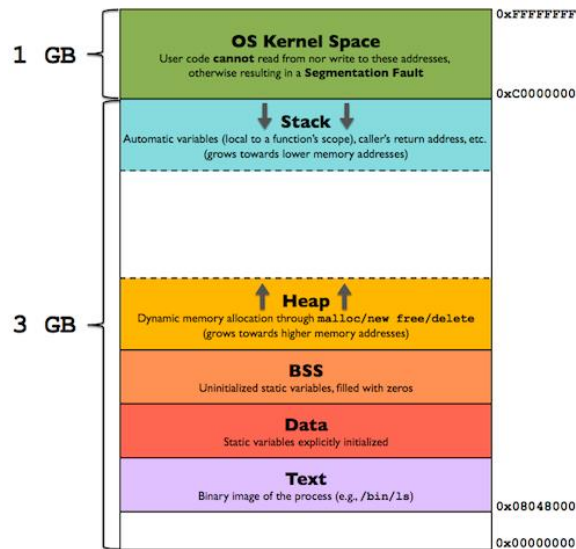 0xFFFFFFFF
1 GB
OS Kernel Space
User code cannot read from nor write to these addresses,
otherwise resulting in a Segmentation Fault
0xC0000000
Stack
Automatic variables (local to a function's scope), caller's return address, etc.
(grows towards lower memory addresses)
3 GB
Heap
Dynamic memory allocation through malloc/new free/delete
(grows towards higher memory addresses)
BSS
Uninitialized static variables, filled with zeros
Data
Static variables explicitly initialized
Text
Binary image of the process (e.g., /bin/ls)
0x08048000
0x00000000